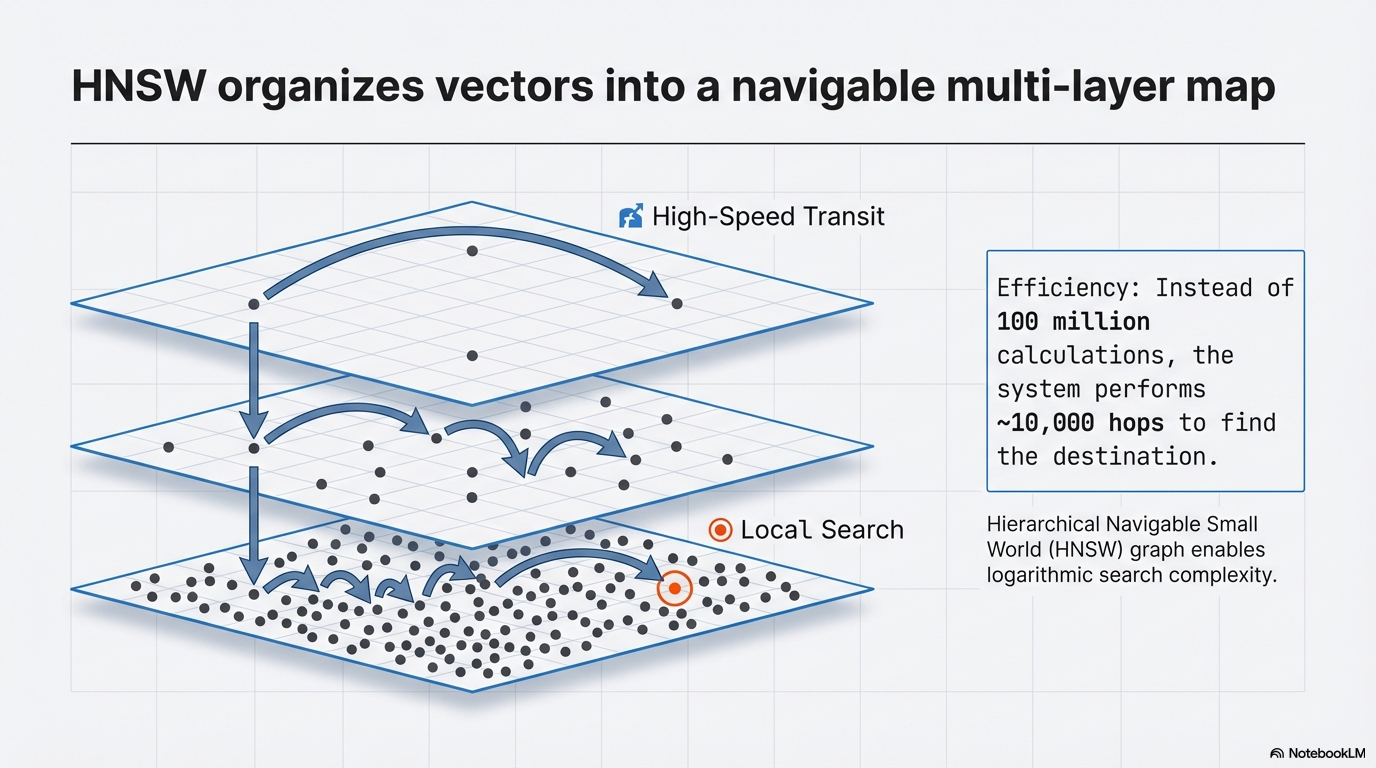 HNSW organizes vectors into a navigable multi-layer map
High-Speed Transit
Efficiency: Instead of
100 million
calculations, the
system performs
~10,000 hops to find
the destination.
Local Search
Hierarchical Navigable Small
World (HNSW) graph enables
logarithmic search complexity.
NotebookLM